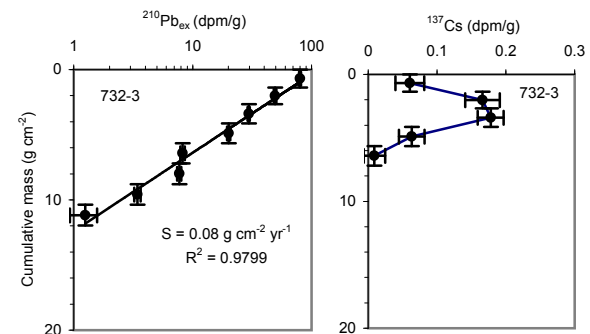 ²¹⁰Pbₑₓ (dpm/g)
1 10 100
0
10
20
Cumulative mass (g cm⁻²)
732-3
S = 0.08 g cm⁻² yr⁻¹
R² = 0.9799
¹³⁷Cs (dpm/g)
0 0.1 0.2 0.3
0
10
20
732-3